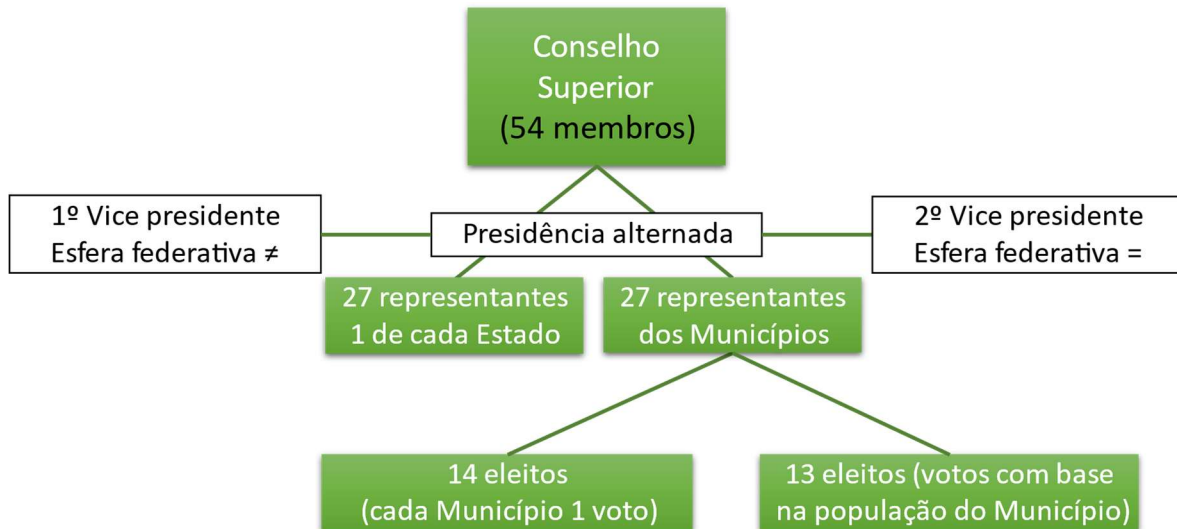 Conselho
Superior
(54 membros)
1º Vice presidente
Esfera federativa ≠
Presidência alternada
2º Vice presidente
Esfera federativa =
27 representantes
1 de cada Estado
27 representantes
dos Municípios
14 eleitos
(cada Município 1 voto)
13 eleitos (votos com base
na população do Município)